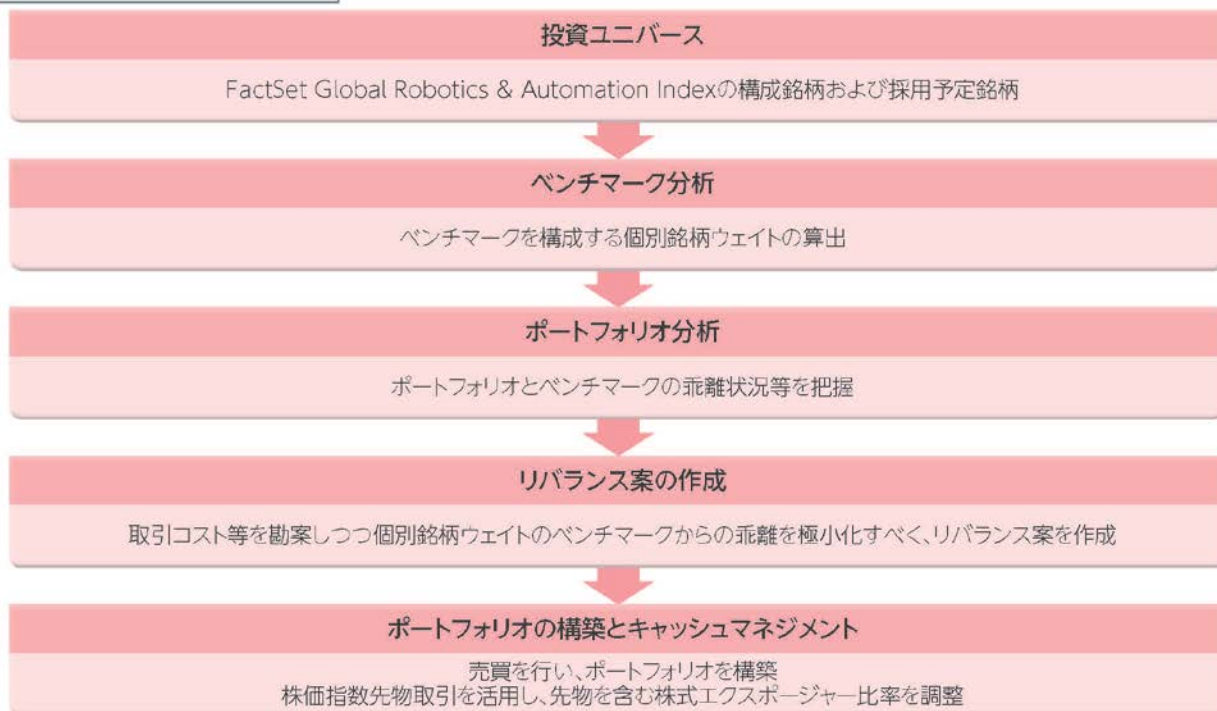 投資ユニバース
FactSet Global Robotics & Automation Indexの構成銘柄および採用予定銘柄
ベンチマーク分析
ベンチマークを構成する個別銘柄ウェイトの算出
ポートフォリオ分析
ポートフォリオとベンチマークの乖離状況等を把握
リバランス案の作成
取引コスト等を勘案しつつ個別銘柄ウェイトのベンチマークからの乖離を極小化すべく、リバランス案を作成
ポートフォリオの構築とキャッシュマネジメント
売買を行い、ポートフォリオを構築
株価指数先物取引を活用し、先物を含む株式エクスポージャー比率を調整